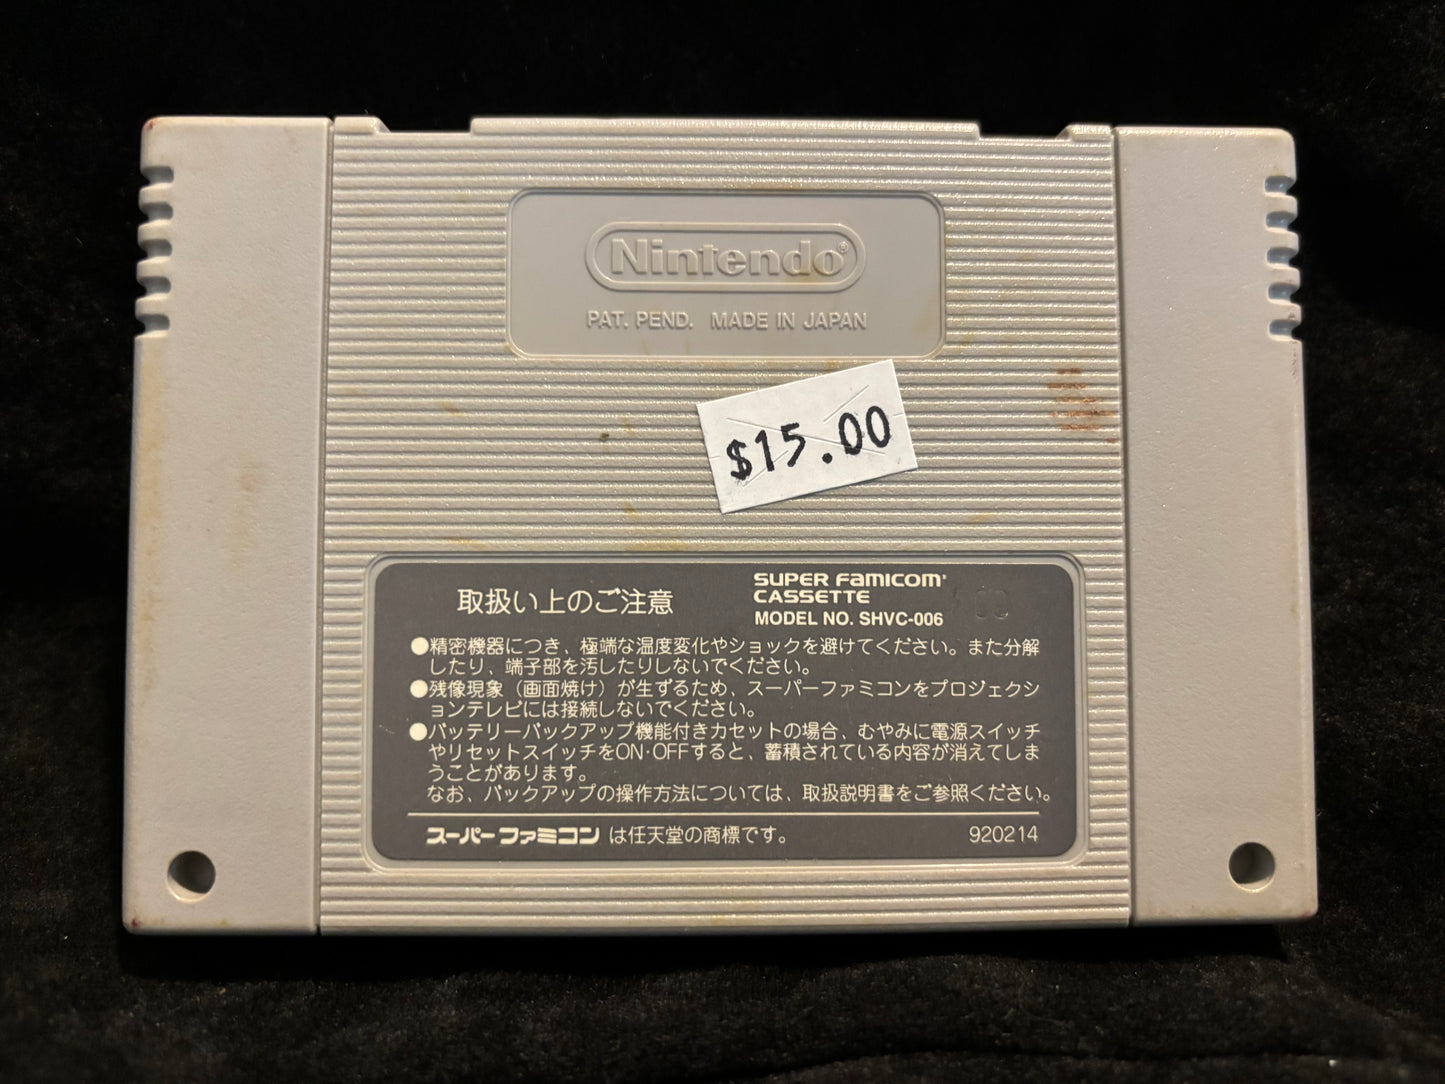 Nintendo®
PAT. PEND. MADE IN JAPAN
$15.00
取扱い上のご注意
SUPER FAMICOM
CASSETTE
MODEL NO. SHVC-006
●精密機器につき、極端な温度変化やショックを避けてください。また分解
したり、端子部を汚したりしないでください。
●残像現象（画面焼け）が生ずるため、スーパーファミコンをプロジェクシ
ョンテレビには接続しないでください。
●バッテリーバックアップ機能付きカセットの場合、むやみに電源スイッチ
やリセットスイッチをON·OFFすると、蓄積されている内容が消えてしま
うことがあります。
なお、バックアップの操作方法については、取扱説明書をご参照ください。
スーパーファミコン は任天堂の商標です。
920214